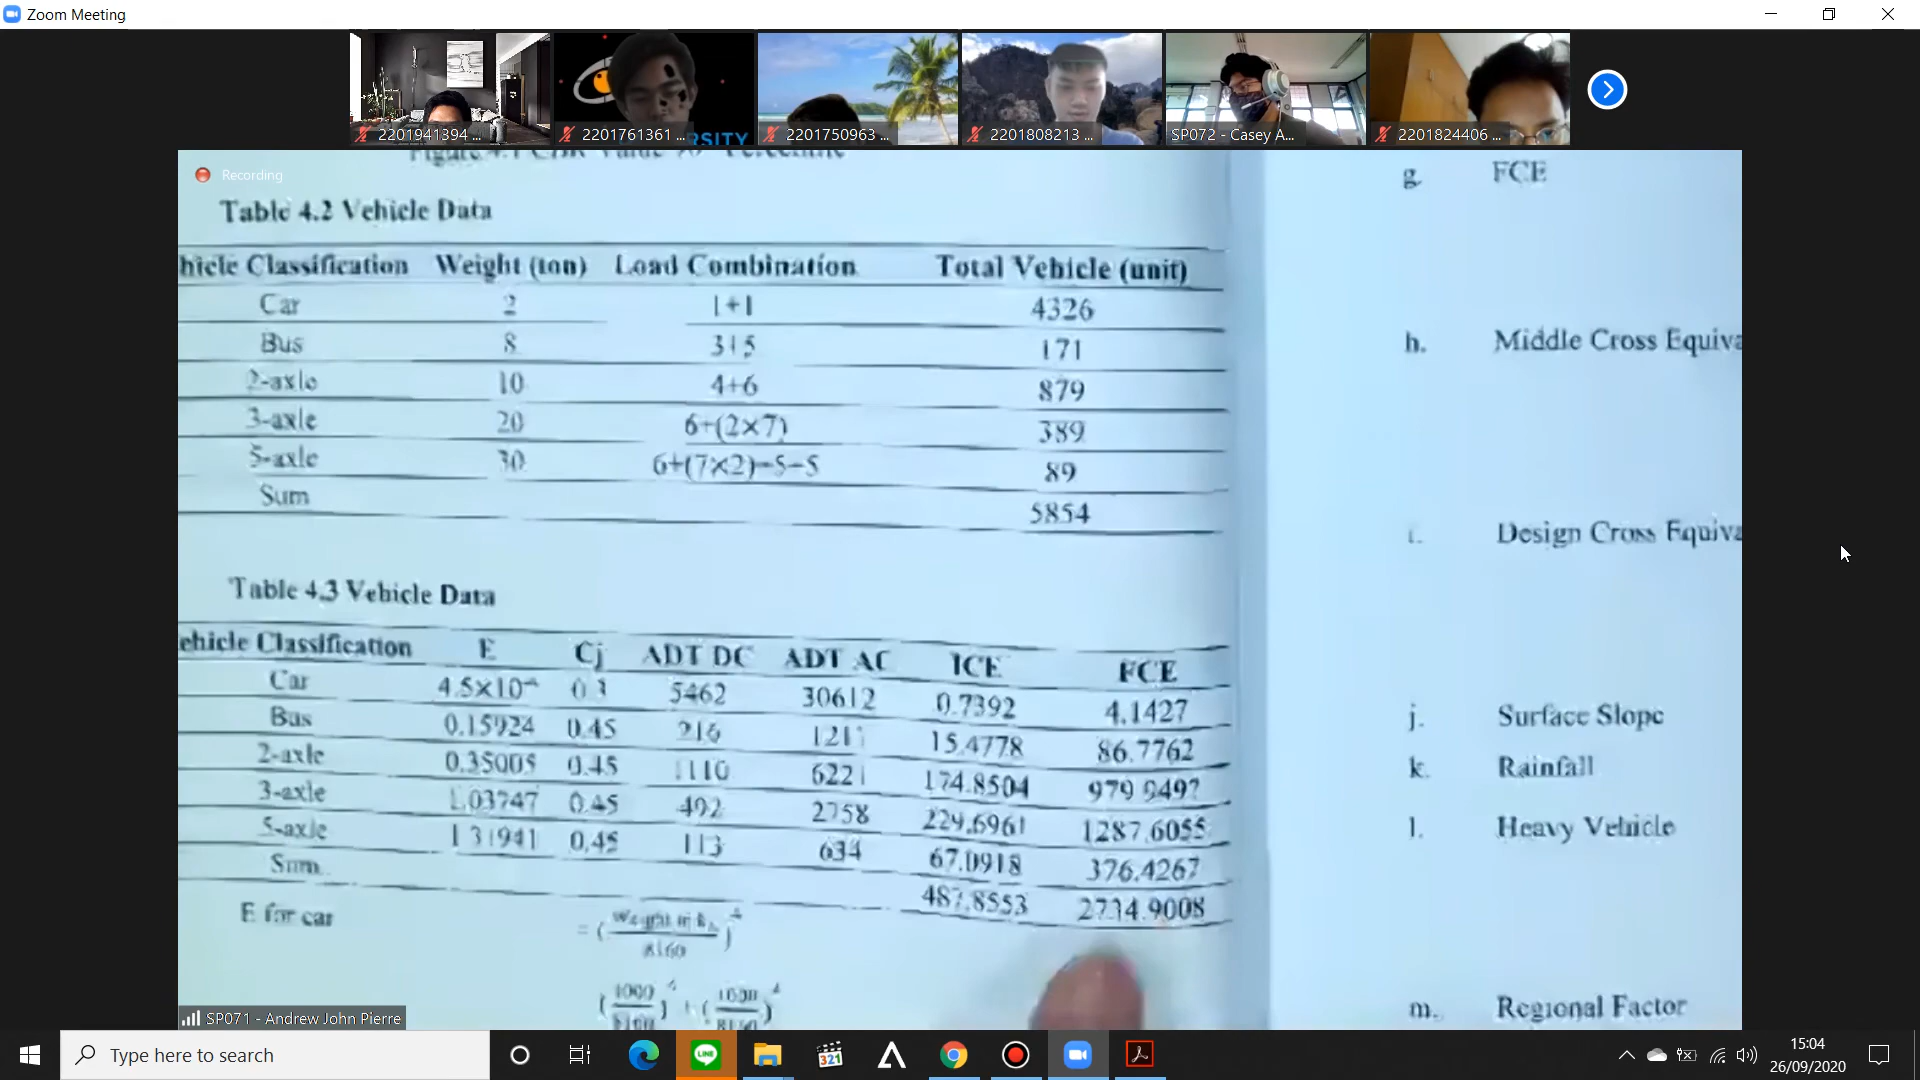 Zoom Meeting
2201941394 ...
2201761361 ...
RSITY
2201750963 ...
2201808213 ...
SP072 - Casey A...
2201824406 ...
Recording
Table 4.2 Vehicle Data
hicle Classification Weight (ton) Load Combination Total Vehicle (unit)
Car 2 1+1 4326
Bus 8 3+5 171
2-axle 10 4+6 879
3-axle 20 6+(2×7) 389
5-axle 30 6+(7×2)+5+5 89
Sum 5854
Table 4.3 Vehicle Data
ehicle Classification E Cj ADT DC ADT AC ICE FCE
Car 0.3 5462 30612 0.7392 4.1427
Bus 0.15924 0.45 216 1211 15.4778 86.7762
2-axle 0.35005 0.45 1110 6221 174.8504 979.9497
3-axle 1.03747 0.45 492 2758 229.6961 1287.6055
5-axle 1.31941 0.45 113 634 67.0918 376.4267
Sum 487.8553 2734.9008
E for car
8160
g. FCE
h. Middle Cross Equiva
i. Design Cross Equiva
j. Surface Slope
k. Rainfall
l. Heavy Vehicle
m. Regional Factor
SP071 - Andrew John Pierre
Type here to search
LINE
321
15:04
26/09/2020